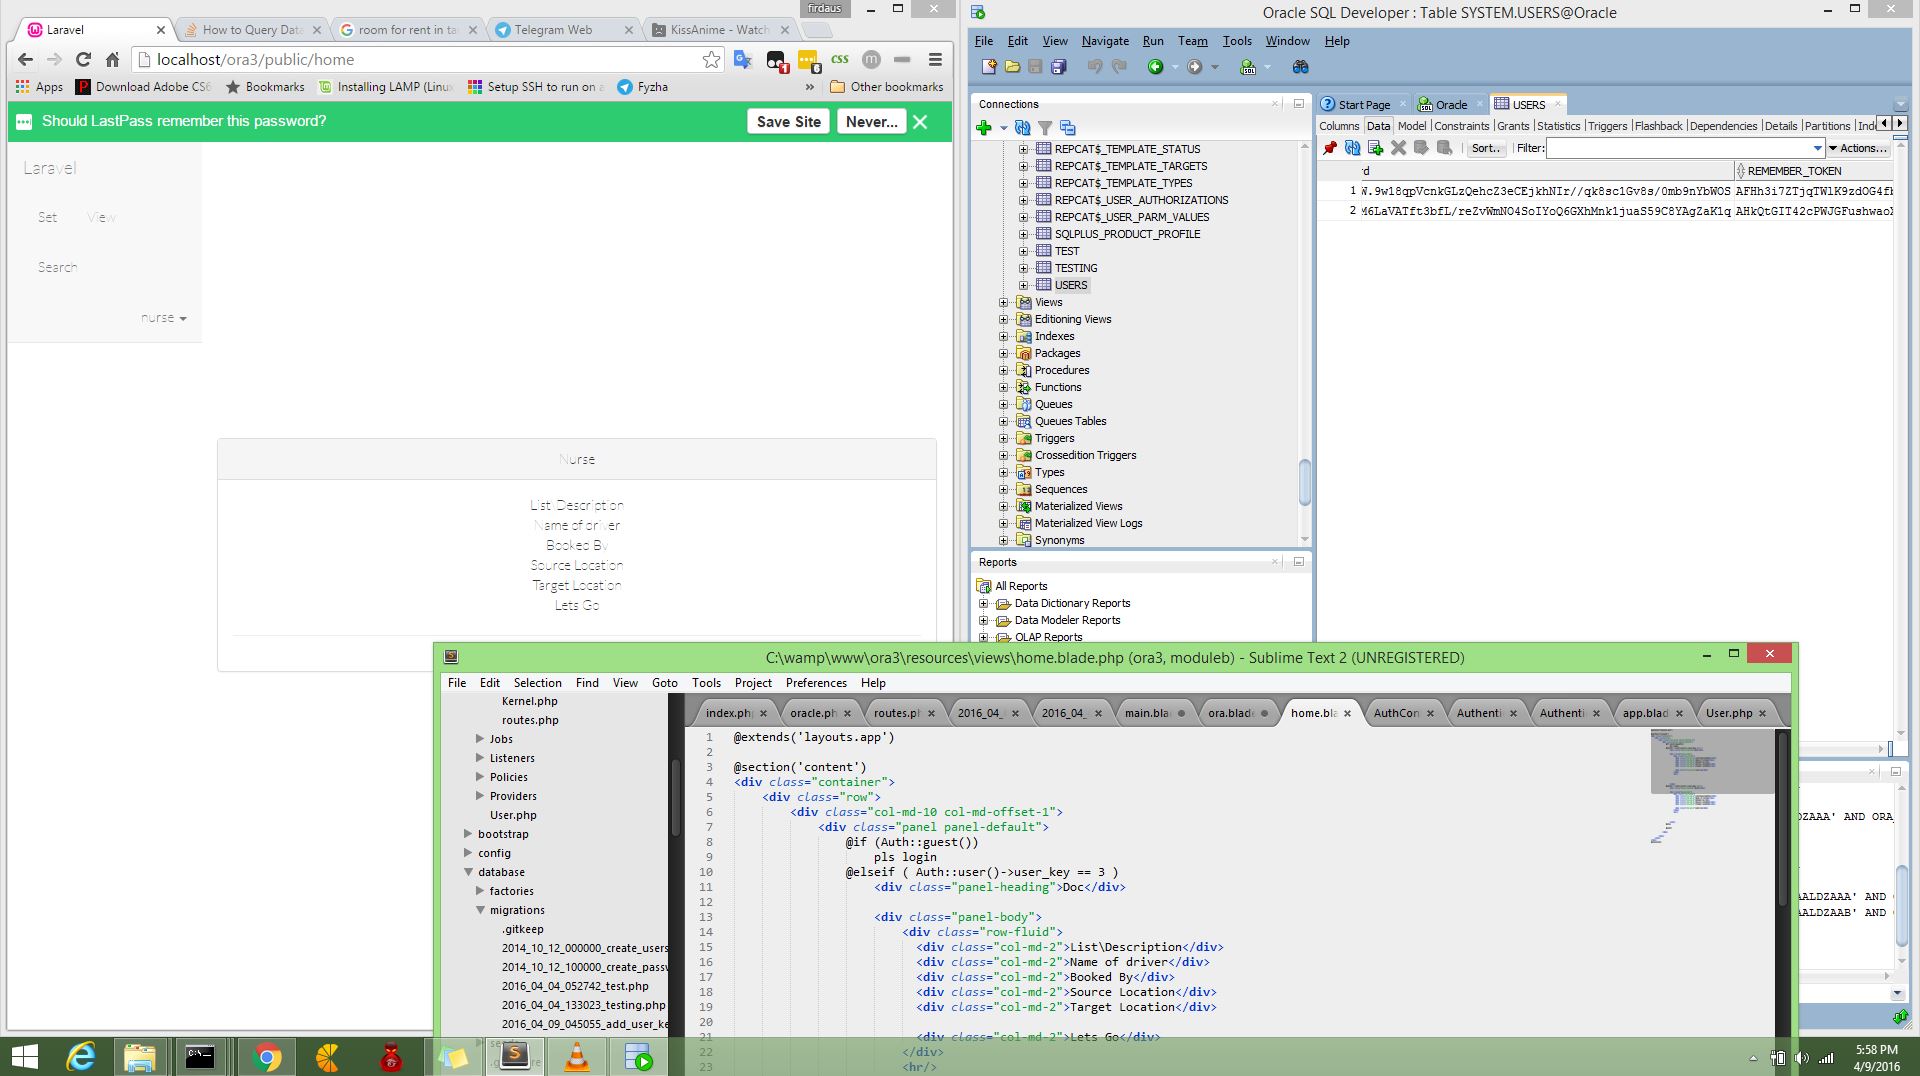 firdaus
Laravel
How to Query Data
room for rent in ta
Telegram Web
KissAnime - Watch
localhost/ora3/public/home
Apps
Download Adobe CS6
Bookmarks
Installing LAMP (Linux
Setup SSH to run on a
Fyzha
»
Other bookmarks
Should LastPass remember this password?
Save Site
Never...
Laravel
Set
View
Search
nurse
Nurse
List\Description
Name of driver
Booked By
Source Location
Target Location
Lets Go
Oracle SQL Developer : Table SYSTEM.USERS@Oracle
File Edit View Navigate Run Team Tools Window Help
Connections
REPCAT$_TEMPLATE_STATUS
REPCAT$_TEMPLATE_TARGETS
REPCAT$_TEMPLATE_TYPES
REPCAT$_USER_AUTHORIZATIONS
REPCAT$_USER_PARM_VALUES
SQLPLUS_PRODUCT_PROFILE
TEST
TESTING
USERS
Views
Editioning Views
Indexes
Packages
Procedures
Functions
Queues
Queues Tables
Triggers
Crossedition Triggers
Types
Sequences
Materialized Views
Materialized View Logs
Synonyms
Reports
All Reports
Data Dictionary Reports
Data Modeler Reports
OLAP Reports
Start Page
Oracle
USERS
Columns Data Model Constraints Grants Statistics Triggers Flashback Dependencies Details Partitions Inde
Sort..
Filter:
Actions...
REMEMBER_TOKEN
1
2
DZAAA' AND ORA_
AALDZAAA' AND
AALDZAAB' AND
C:\wamp\www\ora3\resources\views\home.blade.php (ora3, moduleb) - Sublime Text 2 (UNREGISTERED)
File Edit Selection Find View Goto Tools Project Preferences Help
Kernel.php
routes.php
Jobs
Listeners
Policies
Providers
User.php
bootstrap
config
database
factories
migrations
.gitkeep
2014_10_12_000000_create_users
2014_10_12_100000_create_passw
2016_04_04_052742_test.php
2016_04_04_133023_testing.php
2016_04_09_045055_add_user_ke
index.php
oracle.ph
routes.ph
2016_04_
2016_04_
main.bla
ora.blade
home.bla
AuthCon
Authenti
Authenti
app.blad
User.php
1 @extends('layouts.app')
2
3 @section('content')
4 <div class="container">
5 <div class="row">
6 <div class="col-md-10 col-md-offset-1">
7 <div class="panel panel-default">
8 @if (Auth::guest())
9 pls login
10 @elseif ( Auth::user()->user_key == 3 )
11 <div class="panel-heading">Doc</div>
12
13 <div class="panel-body">
14 <div class="row-fluid">
15 <div class="col-md-2">List\Description</div>
16 <div class="col-md-2">Name of driver</div>
17 <div class="col-md-2">Booked By</div>
18 <div class="col-md-2">Source Location</div>
19 <div class="col-md-2">Target Location</div>
20
21 <div class="col-md-2">Lets Go</div>
22 </div>
23 <hr/>
5:58 PM
4/9/2016